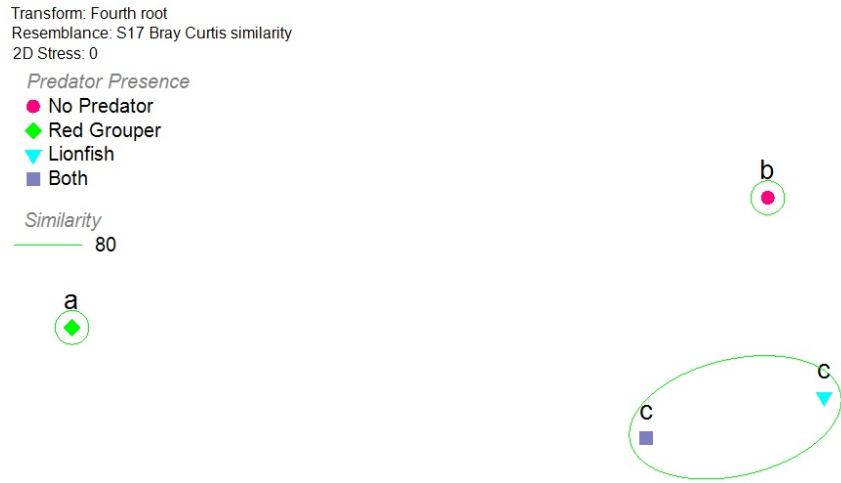 Transform: Fourth root
Resemblance: S17 Bray Curtis similarity
2D Stress: 0
Predator Presence
No Predator
Red Grouper
Lionfish
Both
Similarity
80
b
a
c
c